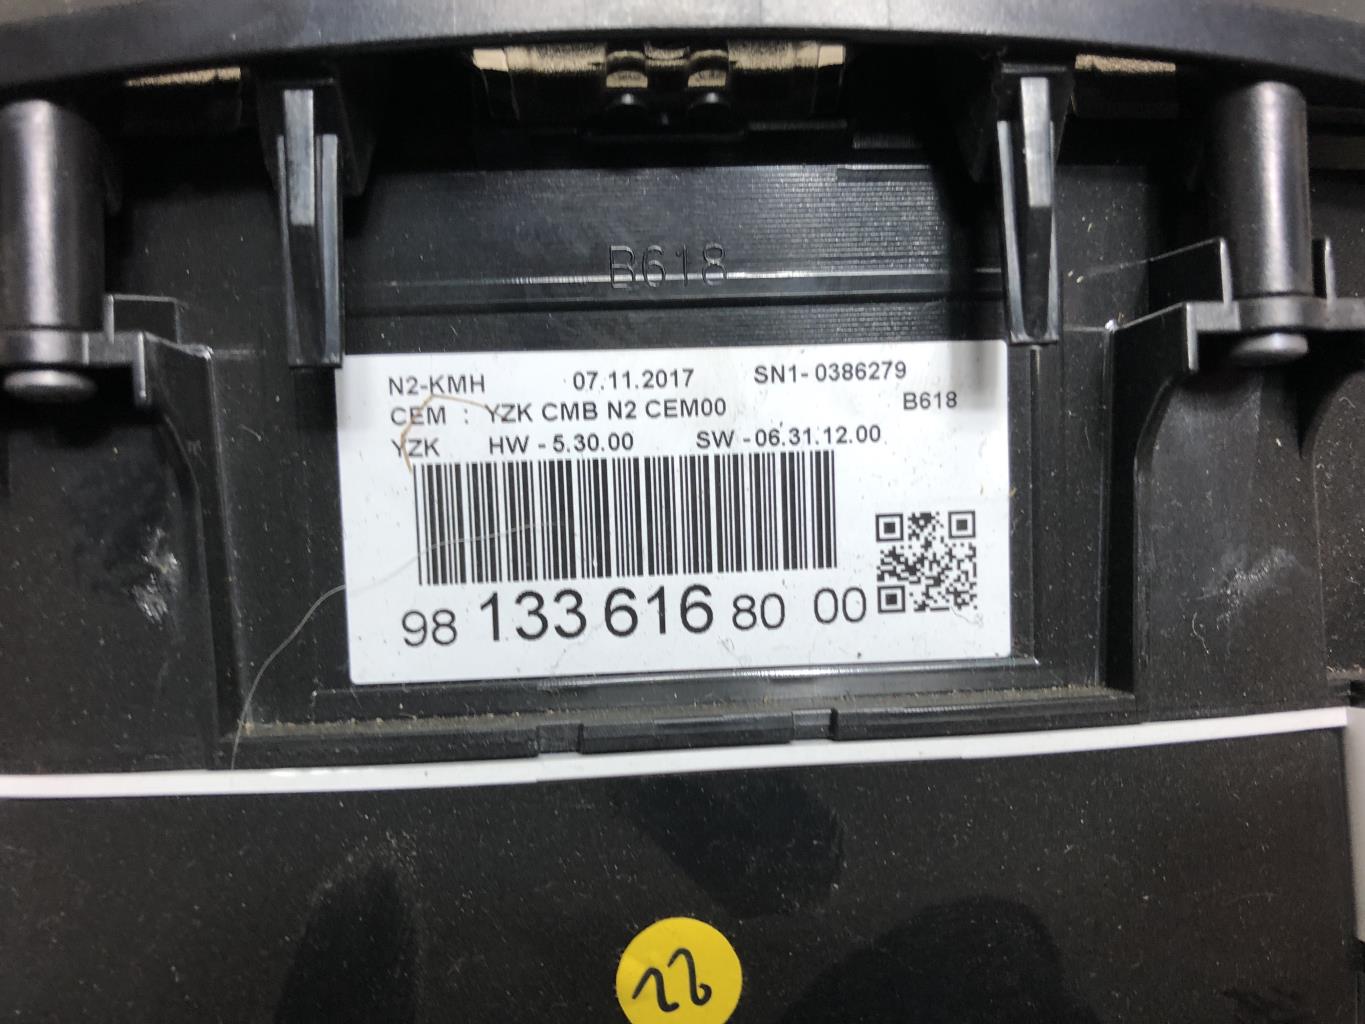 B618
N2-KMH 07.11.2017 SN1-0386279
CEM : YZK CMB N2 CEM00 B618
YZK HW - 5.30.00 SW - 06.31.12.00
98 133 616 80 00
22